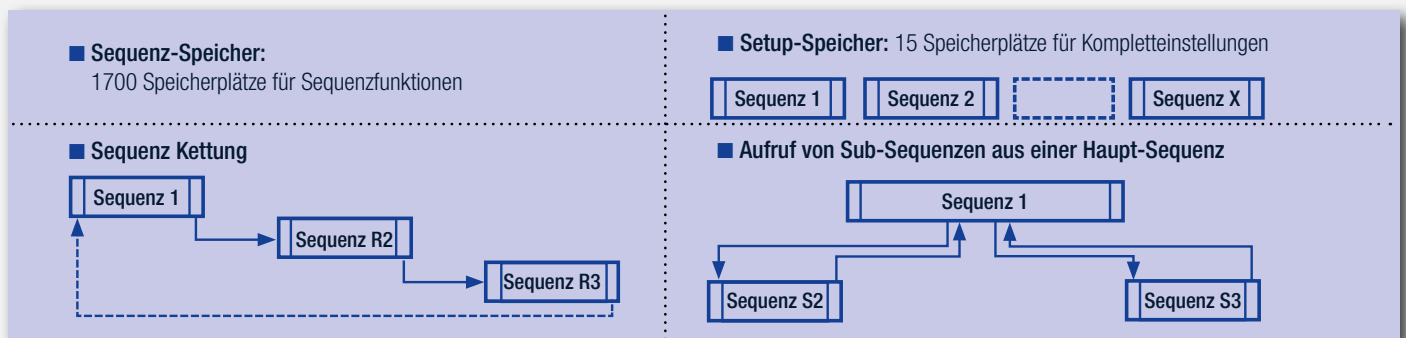 ■ Sequenz-Speicher:
1700 Speicherplätze für Sequenzfunktionen
■ Setup-Speicher: 15 Speicherplätze für Kompletteinstellungen
Sequenz 1
Sequenz 2
Sequenz X
■ Sequenz Kettung
Sequenz 1
Sequenz R2
Sequenz R3
■ Aufruf von Sub-Sequenzen aus einer Haupt-Sequenz
Sequenz 1
Sequenz S2
Sequenz S3